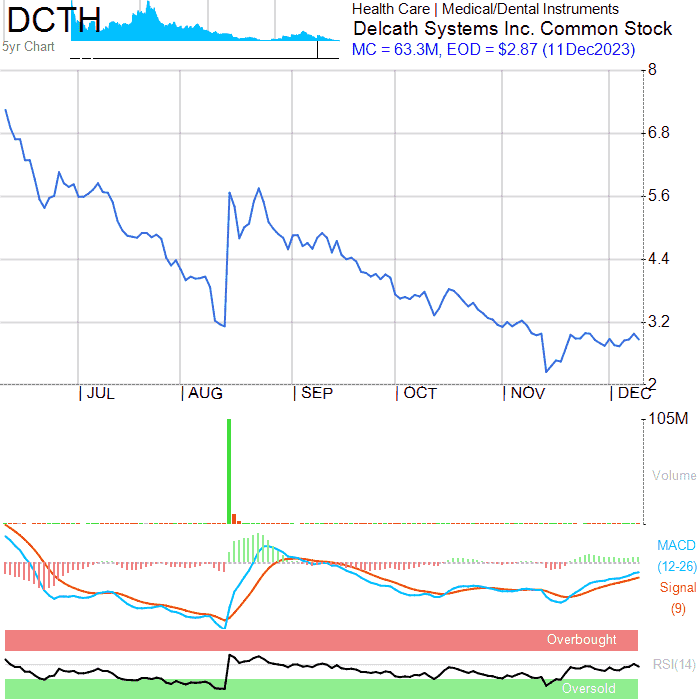 DCTH
5yr Chart
Health Care | Medical/Dental Instruments
Delcath Systems Inc. Common Stock
MC = 63.3M, EOD = $2.87 (11Dec2023)
8
6.8
5.6
4.4
3.2
2
JUL AUG SEP OCT NOV DEC
105M
Volume
MACD
(12-26)
Signal
(9)
Overbought
RSI(14)
Oversold